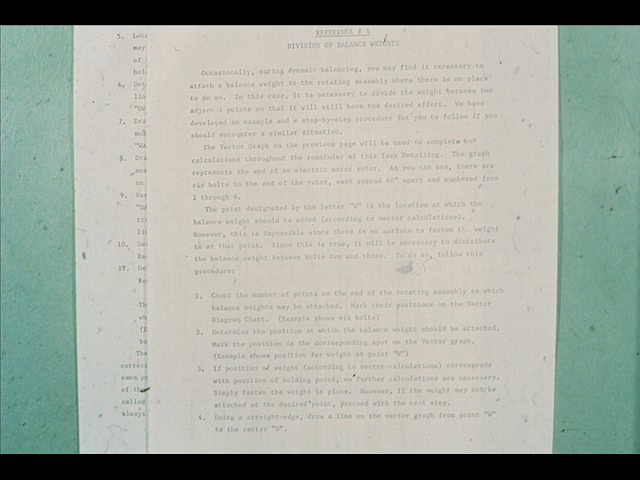 REFERENCE # A
DIVISION OF BALANCE WEIGHTS
Occasionally, during dynamic balancing, you may find it necessary to
attach a balance weight to the rotating assembly where there is no place
to do so. In this case, it is necessary to divide the weight between two
adjacent points so that it will still have the desired effect. We have
developed an example and a step-by-step procedure for you to follow if you
should encounter a similar situation.
The Vector Graph on the previous page will be used to complete our
calculations throughout the remainder of this Task Detailing. The graph
represents the end of an electric motor rotor. As you can see, there are
six bolts in the end of the rotor, each spaced 60° apart and numbered from
1 through 6.
The point designated by the letter "W" is the location at which the
balance weight should be added (according to vector calculations).
However, this is impossible since there is no surface to fasten the weight
to at that point. Since this is true, it will be necessary to distribute
the balance weight between bolts two and three. To do so, follow this
procedure:
1. Count the number of points on the end of the rotating assembly to which
balance weights may be attached. Mark their positions on the Vector
Diagram Chart. (Example shows six bolts)
2. Determine the position at which the balance weight should be attached.
Mark the position in the corresponding spot on the Vector graph.
(Example shows position for weight at point "W")
3. If position of weight (according to vector calculations) corresponds
with position of holding point, no further calculations are necessary.
Simply fasten the weight in place. However, if the weight may not be
attached at the desired point, proceed with the next step.
4. Using a straight-edge, draw a line on the vector graph from point "W"
to the center "O".
5.
may
of
6.
7.
8.
on
9.
10.
11.
The
correct
of th
called
always